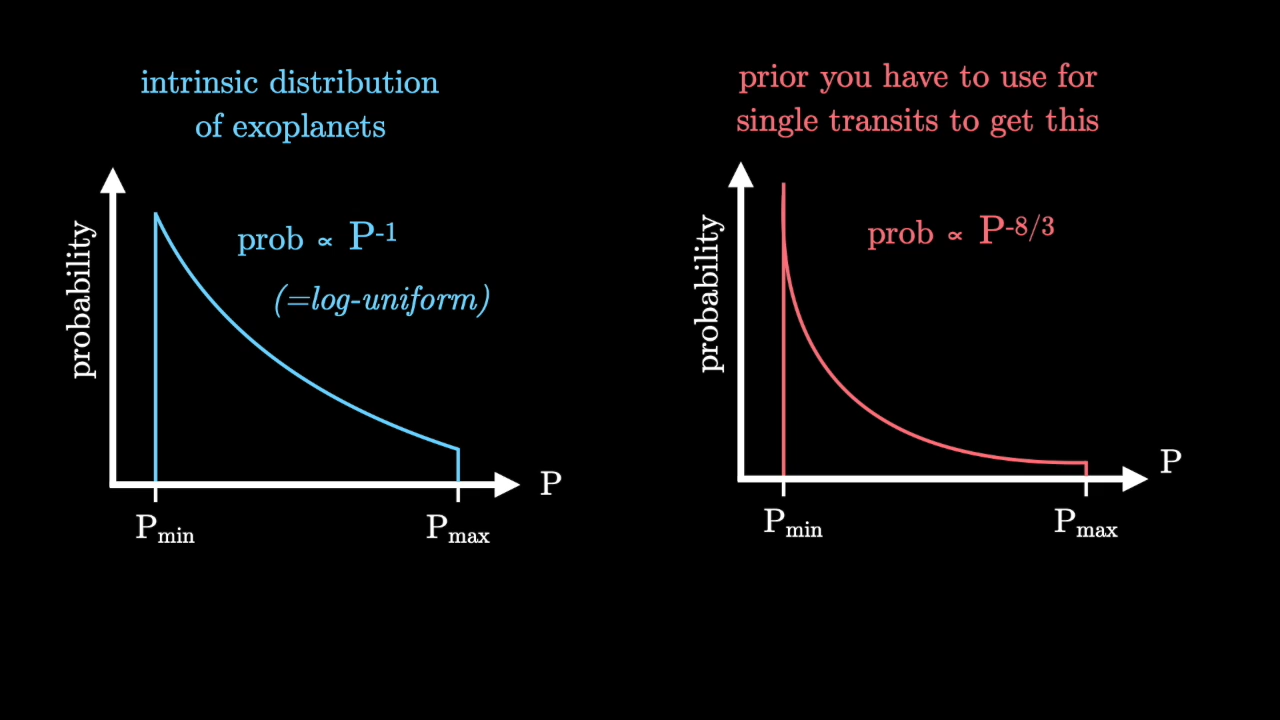 intrinsic distribution
of exoplanets
probability
prob ∝ P-1
(=log-uniform)
P
Pmin
Pmax
prior you have to use for
single transits to get this
probability
prob ∝ P-8/3
P
Pmin
Pmax